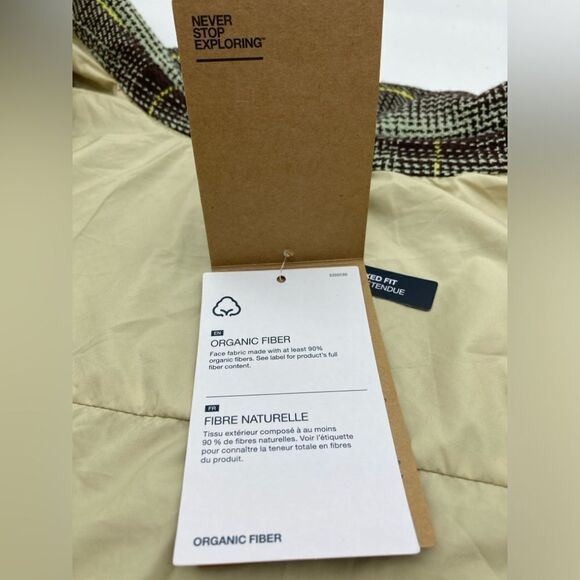 NEVER
STOP
EXPLORING™
EN
ORGANIC FIBER
Face fabric made with at least 90%
organic fibers. See label for product's full
fiber content.
FR
FIBRE NATURELLE
Tissu extérieur composé à au moins
90 % de fibres naturelles. Voir l'étiquette
pour connaître la teneur totale en fibres
du produit.
ORGANIC FIBER
XED FIT
ETENDUE